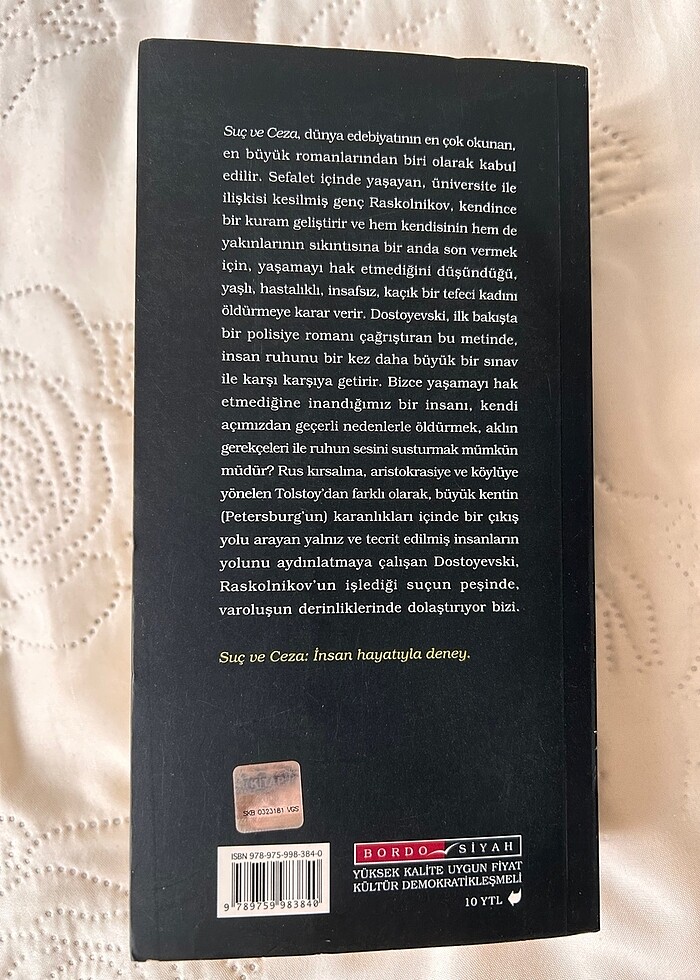 Suç ve Ceza, dünya edebiyatının en çok okunan,
en büyük romanlarından biri olarak kabul
edilir. Sefalet içinde yaşayan, üniversite ile
ilişkisi kesilmiş genç Raskolnikov, kendince
bir kuram geliştirir ve hem kendisinin hem de
yakınlarının sıkıntısına bir anda son vermek
için, yaşamayı hak etmediğini düşündüğü,
yaşlı, hastalıklı, insafsız, kaçık bir tefeci kadını
öldürmeye karar verir. Dostoyevski, ilk bakışta
bir polisiye romanı çağrıştıran bu metinde,
insan ruhunu bir kez daha büyük bir sınav
ile karşı karşıya getirir. Bizce yaşamayı hak
etmediğine inandığımız bir insanı, kendi
açımızdan geçerli nedenlerle öldürmek, aklın
gerekçeleri ile ruhun sesini susturmak mümkün
müdür? Rus kırsalına, aristokrasiye ve köylüye
yönelen Tolstoy'dan farklı olarak, büyük kentin
(Petersburg'un) karanlıkları içinde bir çıkış
yolu arayan yalnız ve tecrit edilmiş insanların
yolunu aydınlatmaya çalışan Dostoyevski,
Raskolnikov'un işlediği suçun peşinde,
varoluşun derinliklerinde dolaştırıyor bizi.
Suç ve Ceza: İnsan hayatıyla deney.
KİTAP
SKB 0323181 VGS
ISBN 978-975-998-384-0
9 789759 983840
BORDO SİYAH
YÜKSEK KALİTE UYGUN FİYAT
KÜLTÜR DEMOKRATİKLEŞMELİ
10 YTL